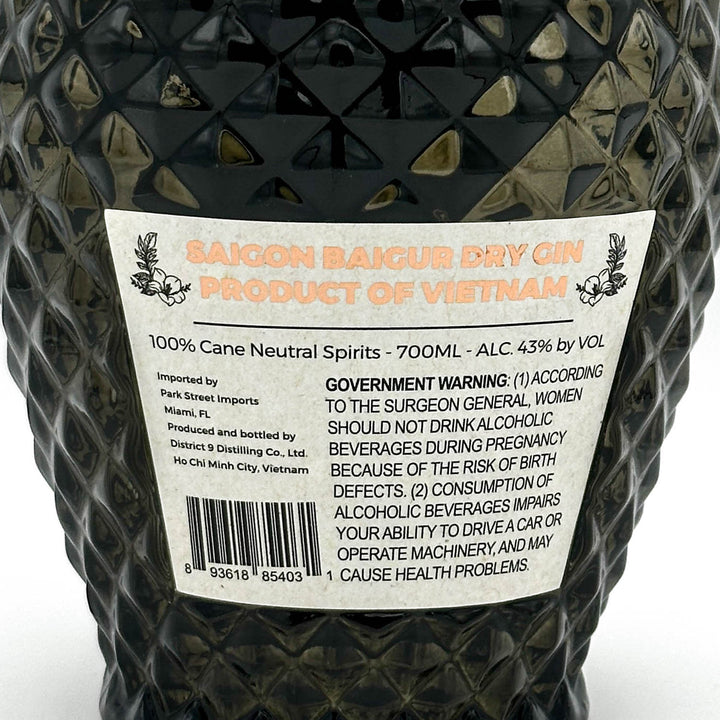 SAIGON BAIGUR DRY GIN
PRODUCT OF VIETNAM
100% Cane Neutral Spirits - 700ML - ALC. 43% by VOL
Imported by
Park Street Imports
Miami, FL
Produced and bottled by
District 9 Distilling Co., Ltd.
Ho Chi Minh City, Vietnam
GOVERNMENT WARNING: (1) ACCORDING
TO THE SURGEON GENERAL, WOMEN
SHOULD NOT DRINK ALCOHOLIC
BEVERAGES DURING PREGNANCY
BECAUSE OF THE RISK OF BIRTH
DEFECTS. (2) CONSUMPTION OF
ALCOHOLIC BEVERAGES IMPAIRS
YOUR ABILITY TO DRIVE A CAR OR
OPERATE MACHINERY, AND MAY
CAUSE HEALTH PROBLEMS.
8 93618 85403 1